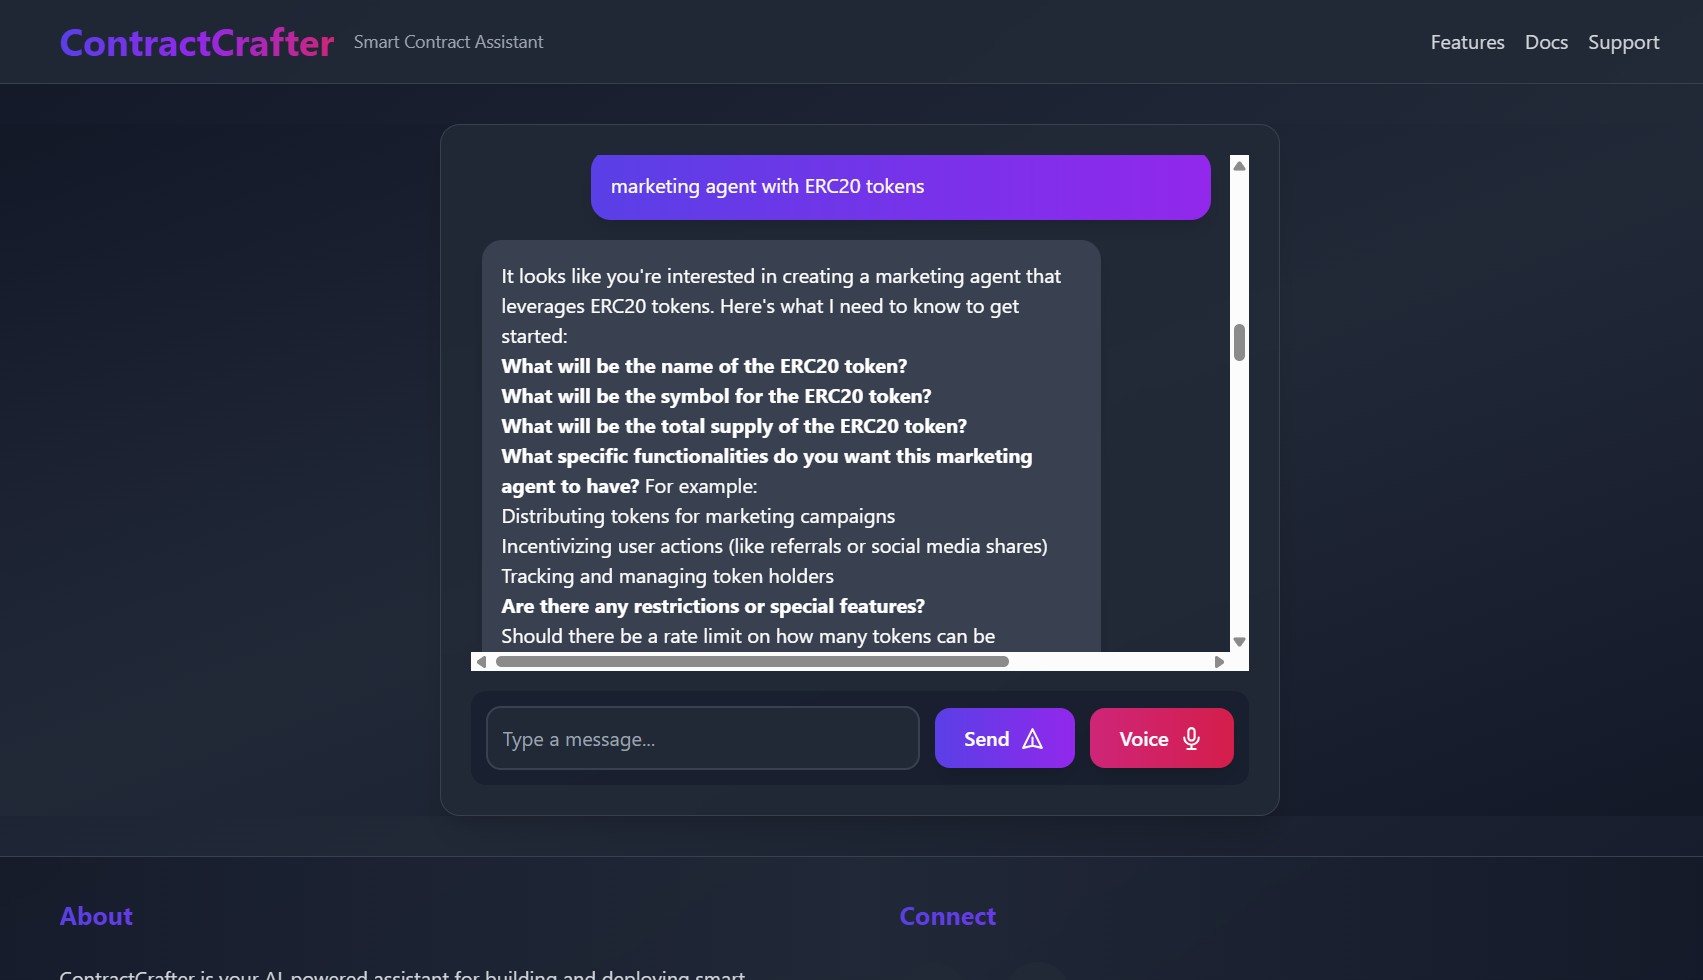 ContractCrafter
Smart Contract Assistant
Features
Docs
Support
marketing agent with ERC20 tokens
It looks like you're interested in creating a marketing agent that
leverages ERC20 tokens. Here's what I need to know to get
started:
What will be the name of the ERC20 token?
What will be the symbol for the ERC20 token?
What will be the total supply of the ERC20 token?
What specific functionalities do you want this marketing
agent to have? For example:
Distributing tokens for marketing campaigns
Incentivizing user actions (like referrals or social media shares)
Tracking and managing token holders
Are there any restrictions or special features?
Should there be a rate limit on how many tokens can be
Type a message...
Send
Voice
About
Connect
ContractCrafter is your AI-powered assistant for building and deploying smart